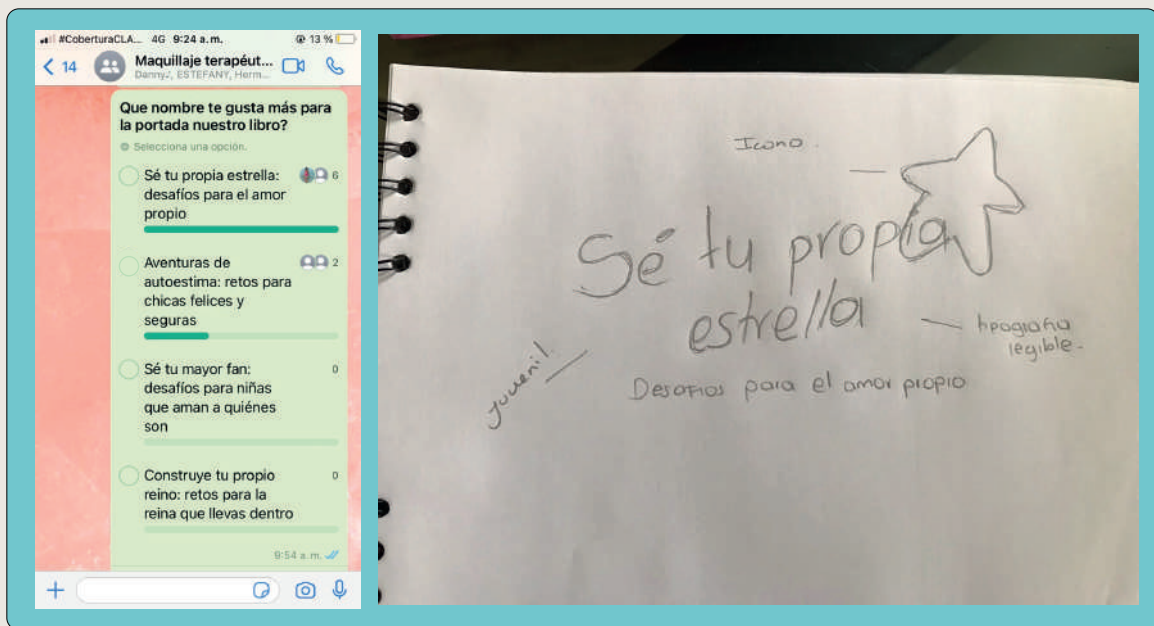 #CoberturaCLA... 4G 9:24 a.m. 13 %
14 Maquillaje terapéut...
Danny, ESTEFANY, Herm...
Que nombre te gusta más para
la portada nuestro libro?
Selecciona una opción.
Sé tu propia estrella: 6
desafíos para el amor
propio
Aventuras de 2
autoestima: retos para
chicas felices y
seguras
Sé tu mayor fan: 0
desafíos para niñas
que aman a quiénes
son
Construye tu propio 0
reino: retos para la
reina que llevas dentro
9:54 a.m.
Icono.
Sé tu propia
estrella
tipografía
legible.
juvenil.
Desafíos para el amor propio